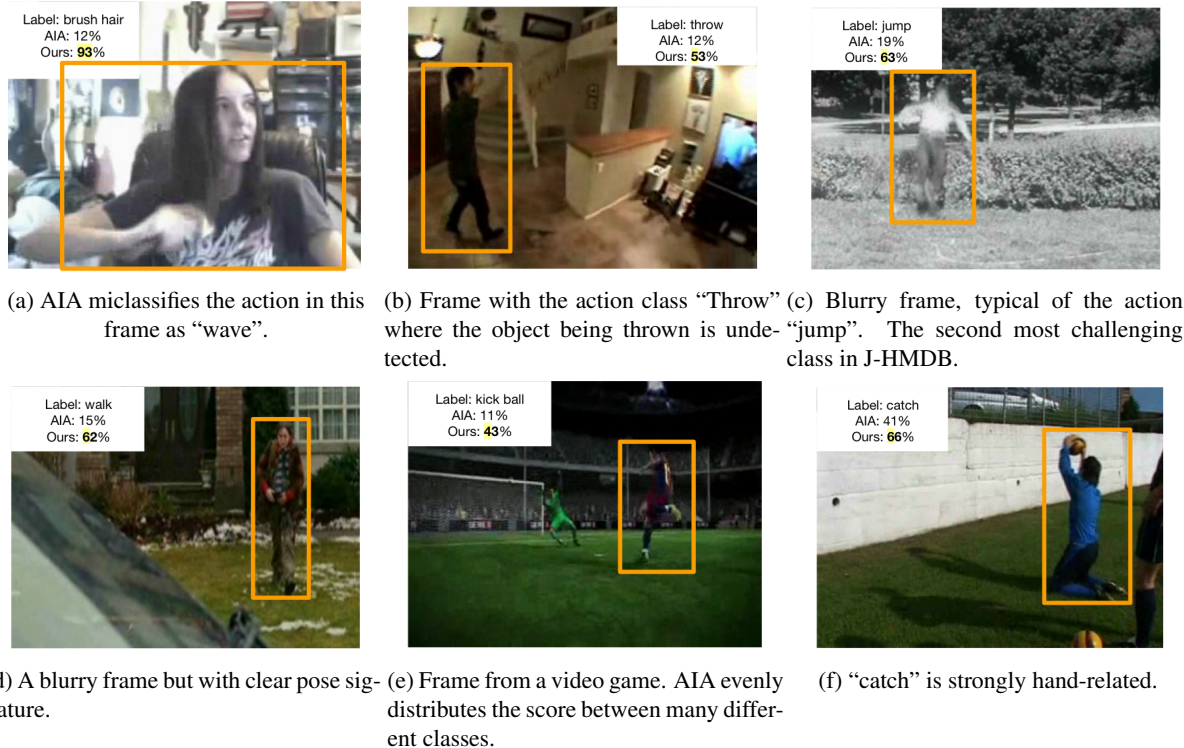 Label: brush hair
AIA: 12%
Ours: 93%
Label: throw
AIA: 12%
Ours: 53%
Label: jump
AIA: 19%
Ours: 63%
(a) AIA miclassifies the action in this
frame as “wave”.
(b) Frame with the action class “Throw”
where the object being thrown is unde-
tected.
(c) Blurry frame, typical of the action
“jump”. The second most challenging
class in J-HMDB.
Label: walk
AIA: 15%
Ours: 62%
Label: kick ball
AIA: 11%
Ours: 43%
Label: catch
AIA: 41%
Ours: 66%
) A blurry frame but with clear pose sig-
ature.
(e) Frame from a video game. AIA evenly
distributes the score between many differ-
ent classes.
(f) “catch” is strongly hand-related.